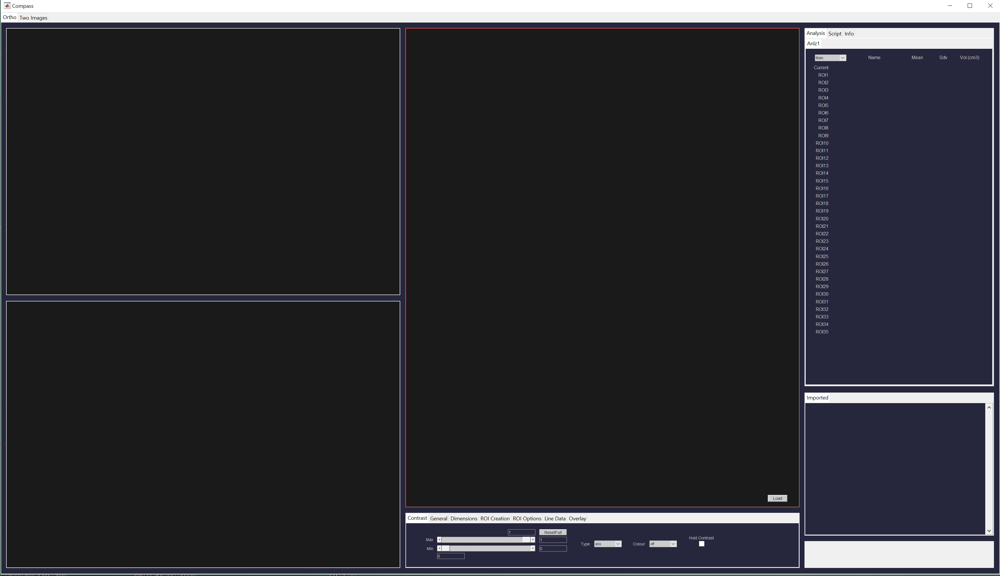 Compass
Ortho Two Images
Analysis Script Info
Anlz1
Main Name Mean Sdv Vol (cm3)
Current
ROI1
ROI2
ROI3
ROI4
ROI5
ROI6
ROI7
ROI8
ROI9
ROI10
ROI11
ROI12
ROI13
ROI14
ROI15
ROI16
ROI17
ROI18
ROI19
ROI20
ROI21
ROI22
ROI23
ROI24
ROI25
ROI26
ROI27
ROI28
ROI29
ROI30
ROI31
ROI32
ROI33
ROI34
ROI35
Imported
Load
Contrast General Dimensions ROI Creation ROI Options Line Data Overlay
1 ResetFull
Max 1
Min 0
0
Type abs Colour off
Hold Contrast